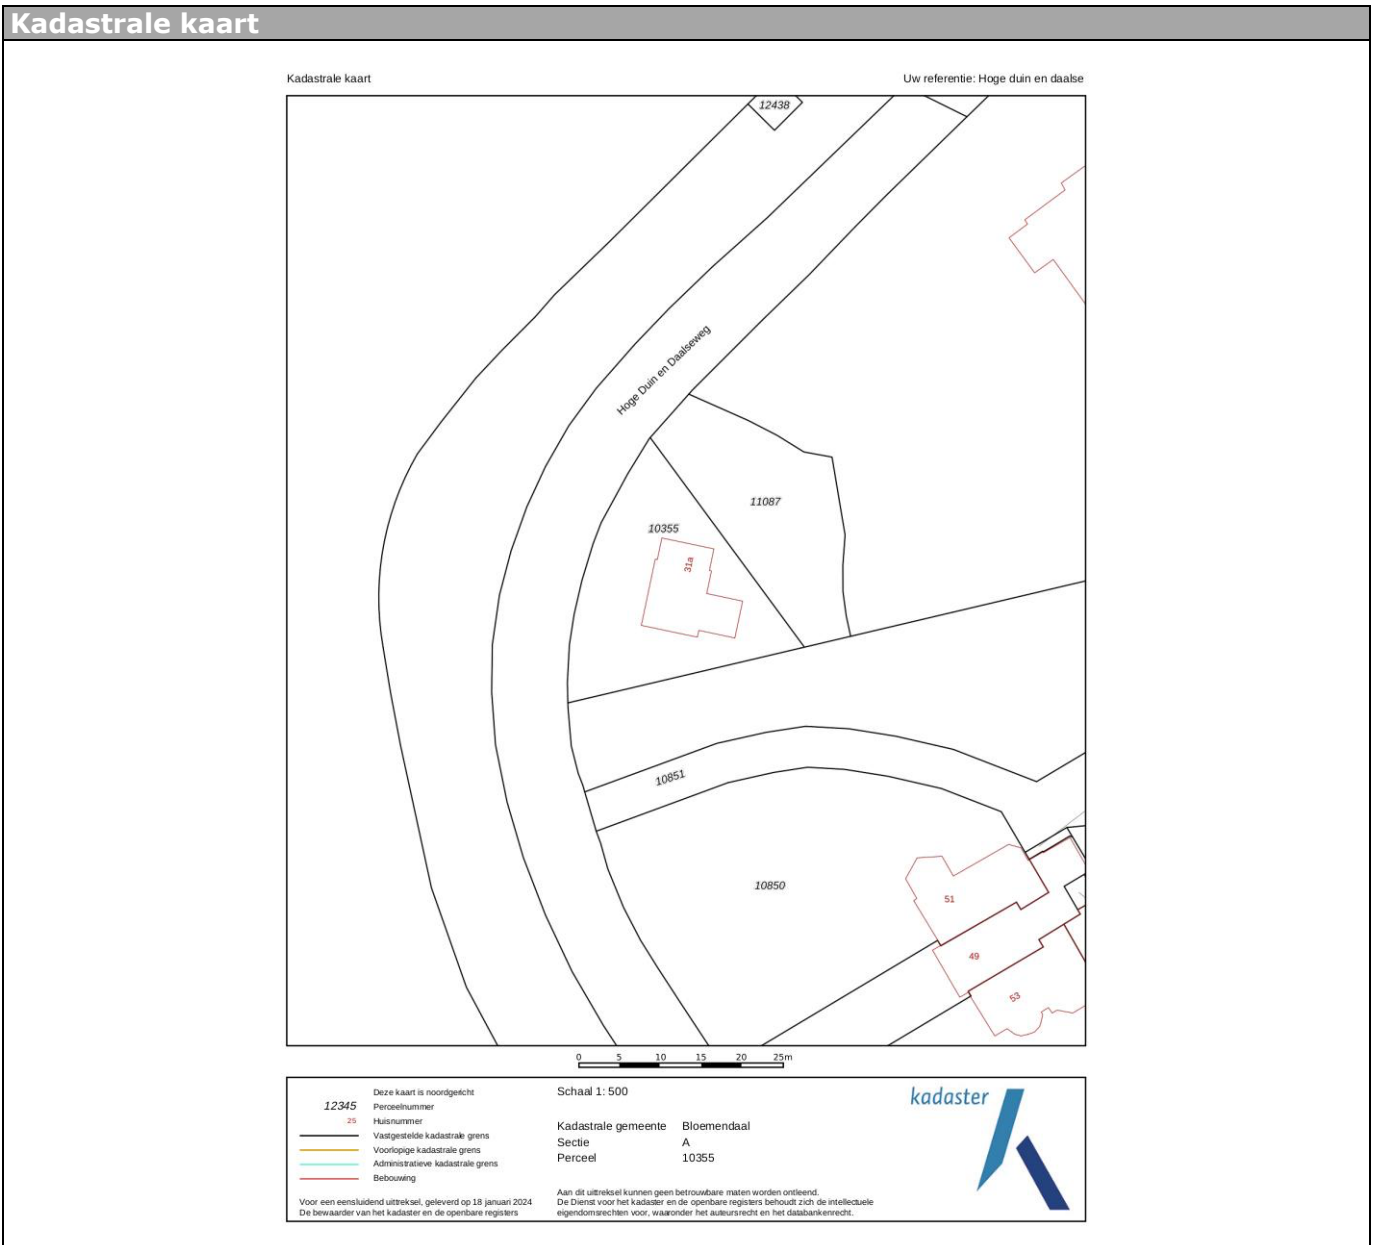 Kadastrale kaart
Kadastrale kaart
Uw referentie: Hoge duin en daalse
12438
Hoge Duin en Daalseweg
11087
10355
31a
10851
10850
51
49
53
0 5 10 15 20 25m
Deze kaart is noordgericht
12345 Perceelnummer
25 Huisnummer
Vastgestelde kadastrale grens
Voorlopige kadastrale grens
Administratieve kadastrale grens
Bebouwing
Voor een eensluidend uittreksel, geleverd op 18 januari 2024
De bewaarder van het kadaster en de openbare registers
Schaal 1: 500
Kadastrale gemeente Bloemendaal
Sectie A
Perceel 10355
Aan dit uittreksel kunnen geen betrouwbare maten worden ontleend.
De Dienst voor het kadaster en de openbare registers behoudt zich de intellectuele
eigendomsrechten voor, waaronder het auteursrecht en het databankenrecht.
kadaster